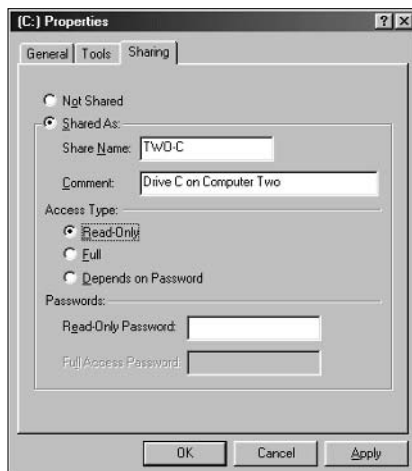 (C:) Properties
General Tools Sharing
Not Shared
Shared As:
Share Name: TWO-C
Comment: Drive C on Computer Two
Access Type:
Read-Only
Full
Depends on Password
Passwords:
Read-Only Password:
Full Access Password:
OK Cancel Apply